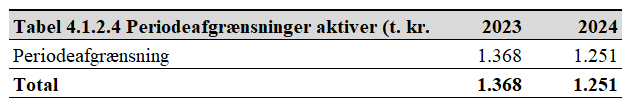 Tabel 4.1.2.4 Periodeafgrænsninger aktiver (t. kr. 2023 2024
Periodeafgrænsning 1.368 1.251
Total 1.368 1.251